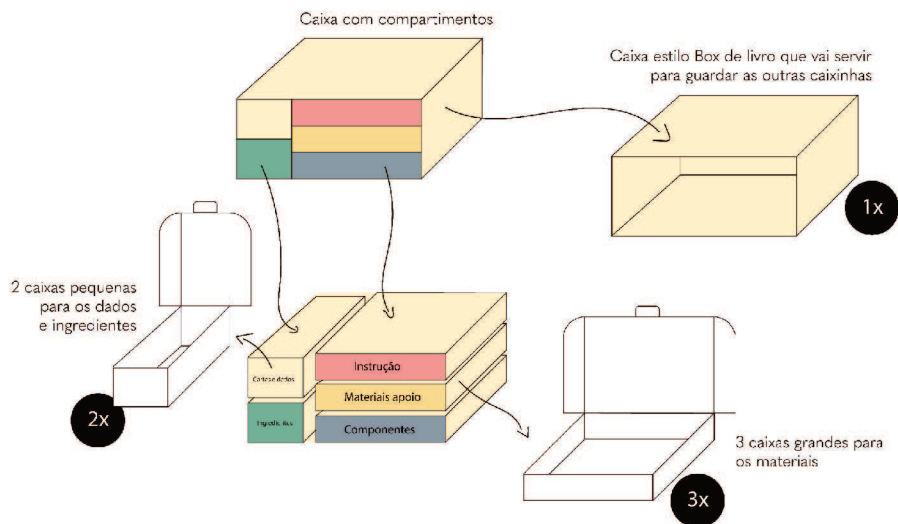 Caixa com compartimentos
Caixa estilo Box de livro que vai servir
para guardar as outras caixinhas
1x
2 caixas pequenas
para os dados
e ingredientes
2x
Instrução
Materiais apoio
Componentes
3 caixas grandes para
os materiais
3x